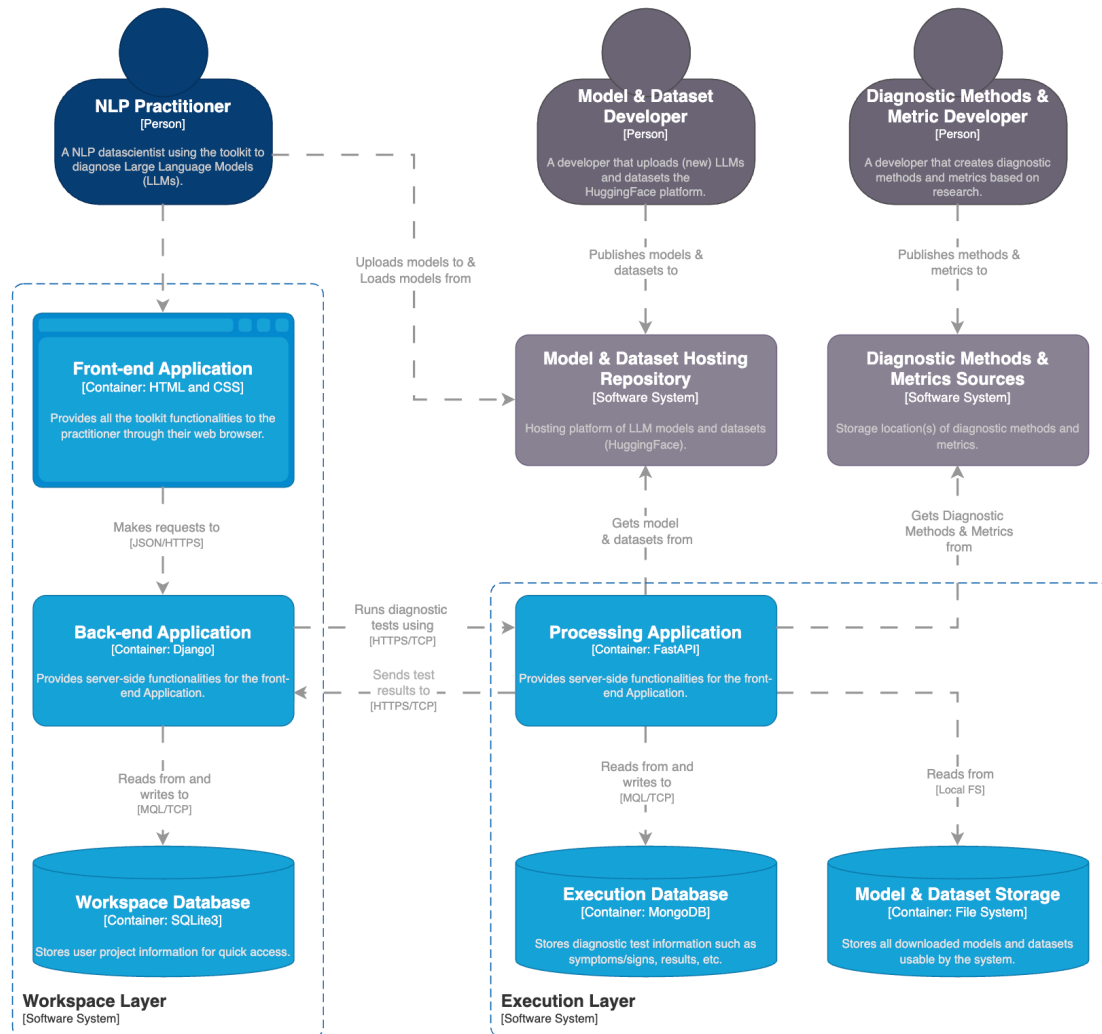 NLP Practitioner
[Person]
A NLP datascientist using the toolkit to
diagnose Large Language Models
(LLMs).
Model & Dataset
Developer
[Person]
A developer that uploads (new) LLMs
and datasets the
HuggingFace platform.
Diagnostic Methods &
Metric Developer
[Person]
A developer that creates diagnostic
methods and metrics based on
research.
Uploads models to &
Loads models from
Publishes models &
datasets to
Publishes methods &
metrics to
Front-end Application
[Container: HTML and CSS]
Provides all the toolkit functionalities to the
practitioner through their web browser.
Model & Dataset Hosting
Repository
[Software System]
Hosting platform of LLM models and datasets
(HuggingFace).
Diagnostic Methods &
Metrics Sources
[Software System]
Storage location(s) of diagnostic methods and
metrics.
Makes requests to
[JSON/HTTPS]
Gets model
& datasets from
Gets Diagnostic
Methods & Metrics
from
Back-end Application
[Container: Django]
Provides server-side functionalities for the front-
end Application.
Runs diagnostic
tests using
[HTTPS/TCP]
Sends test
results to
[HTTPS/TCP]
Processing Application
[Container: FastAPI]
Provides server-side functionalities for the front-
end Application.
Reads from and
writes to
[MQL/TCP]
Reads from and
writes to
[MQL/TCP]
Reads from
[Local FS]
Workspace Database
[Container: SQLite3]
Stores user project information for quick access.
Execution Database
[Container: MongoDB]
Stores diagnostic test information such as
symptoms/signs, results, etc.
Model & Dataset Storage
[Container: File System]
Stores all downloaded models and datasets
usable by the system.
Workspace Layer
[Software System]
Execution Layer
[Software System]